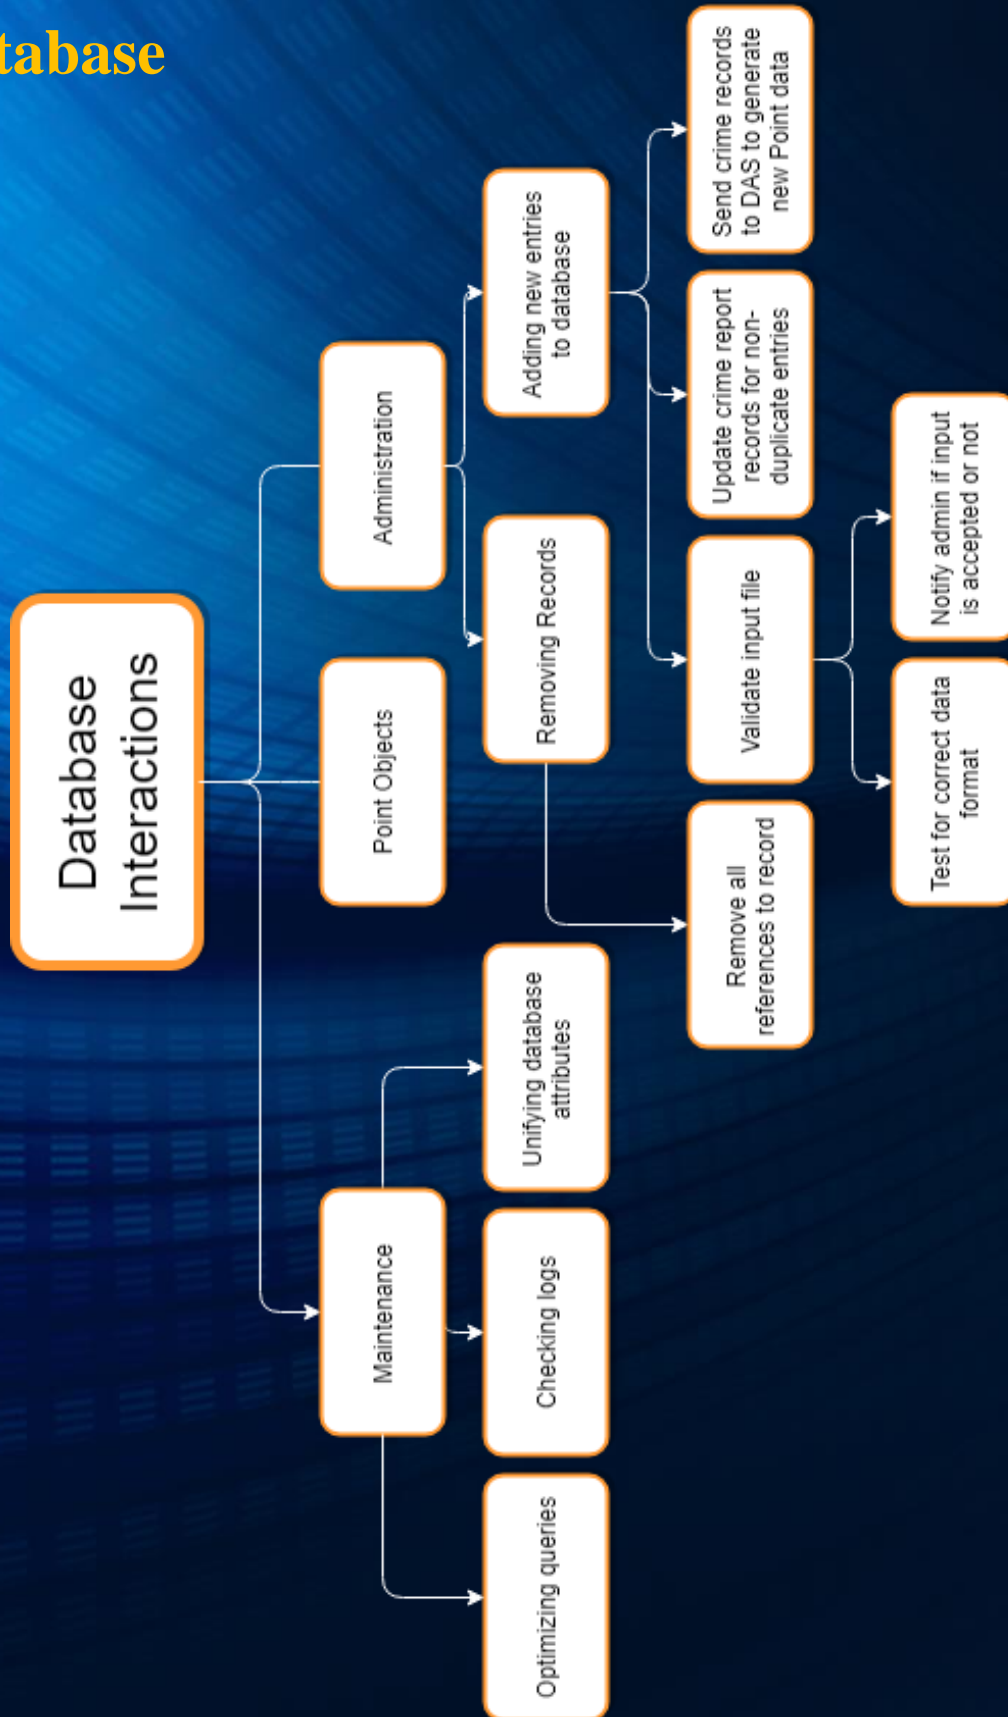 tabase
Database
Interactions
Maintenance
Point Objects
Administration
Optimizing queries
Checking logs
Unifying database
attributes
Removing Records
Adding new entries
to database
Remove all
references to record
Validate input file
Update crime report
records for non-
duplicate entries
Send crime records
to DAS to generate
new Point data
Test for correct data
format
Notify admin if input
is accepted or not